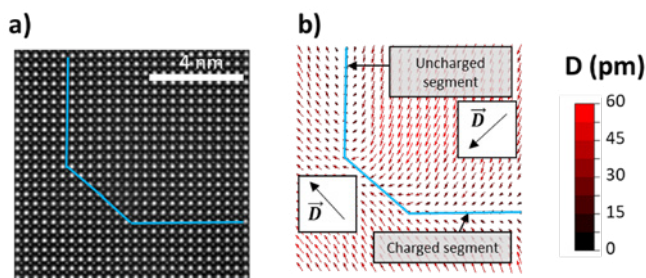 a)
4 nm
b)
Uncharged
segment
D
D
Charged segment
D (pm)
60
45
30
15
0